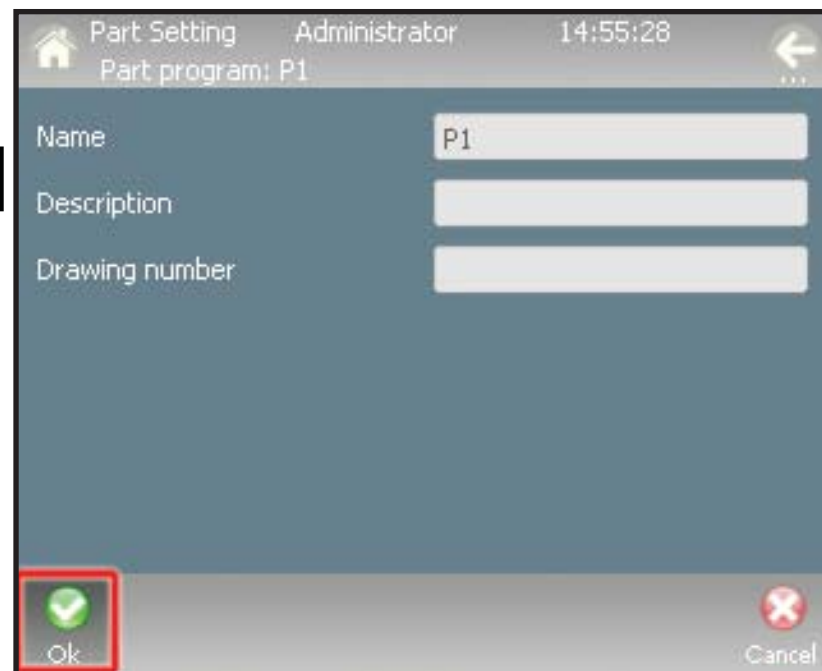 Part Setting Administrator 14:55:28
Part program: P1
Name P1
Description
Drawing number
Ok Cancel